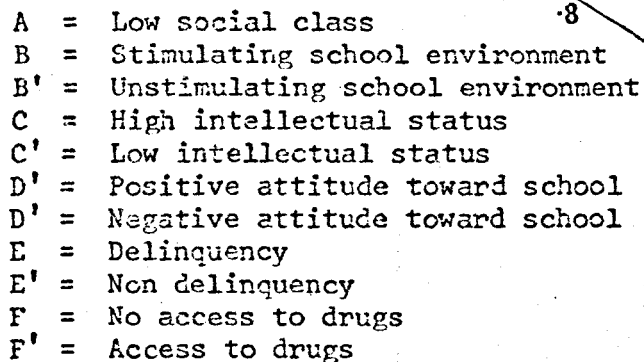 A = Low social class
·8
B = Stimulating school environment
B' = Unstimulating school environment
C = High intellectual status
C' = Low intellectual status
D' = Positive attitude toward school
D' = Negative attitude toward school
E = Delinquency
E' = Non delinquency
F = No access to drugs
F' = Access to drugs